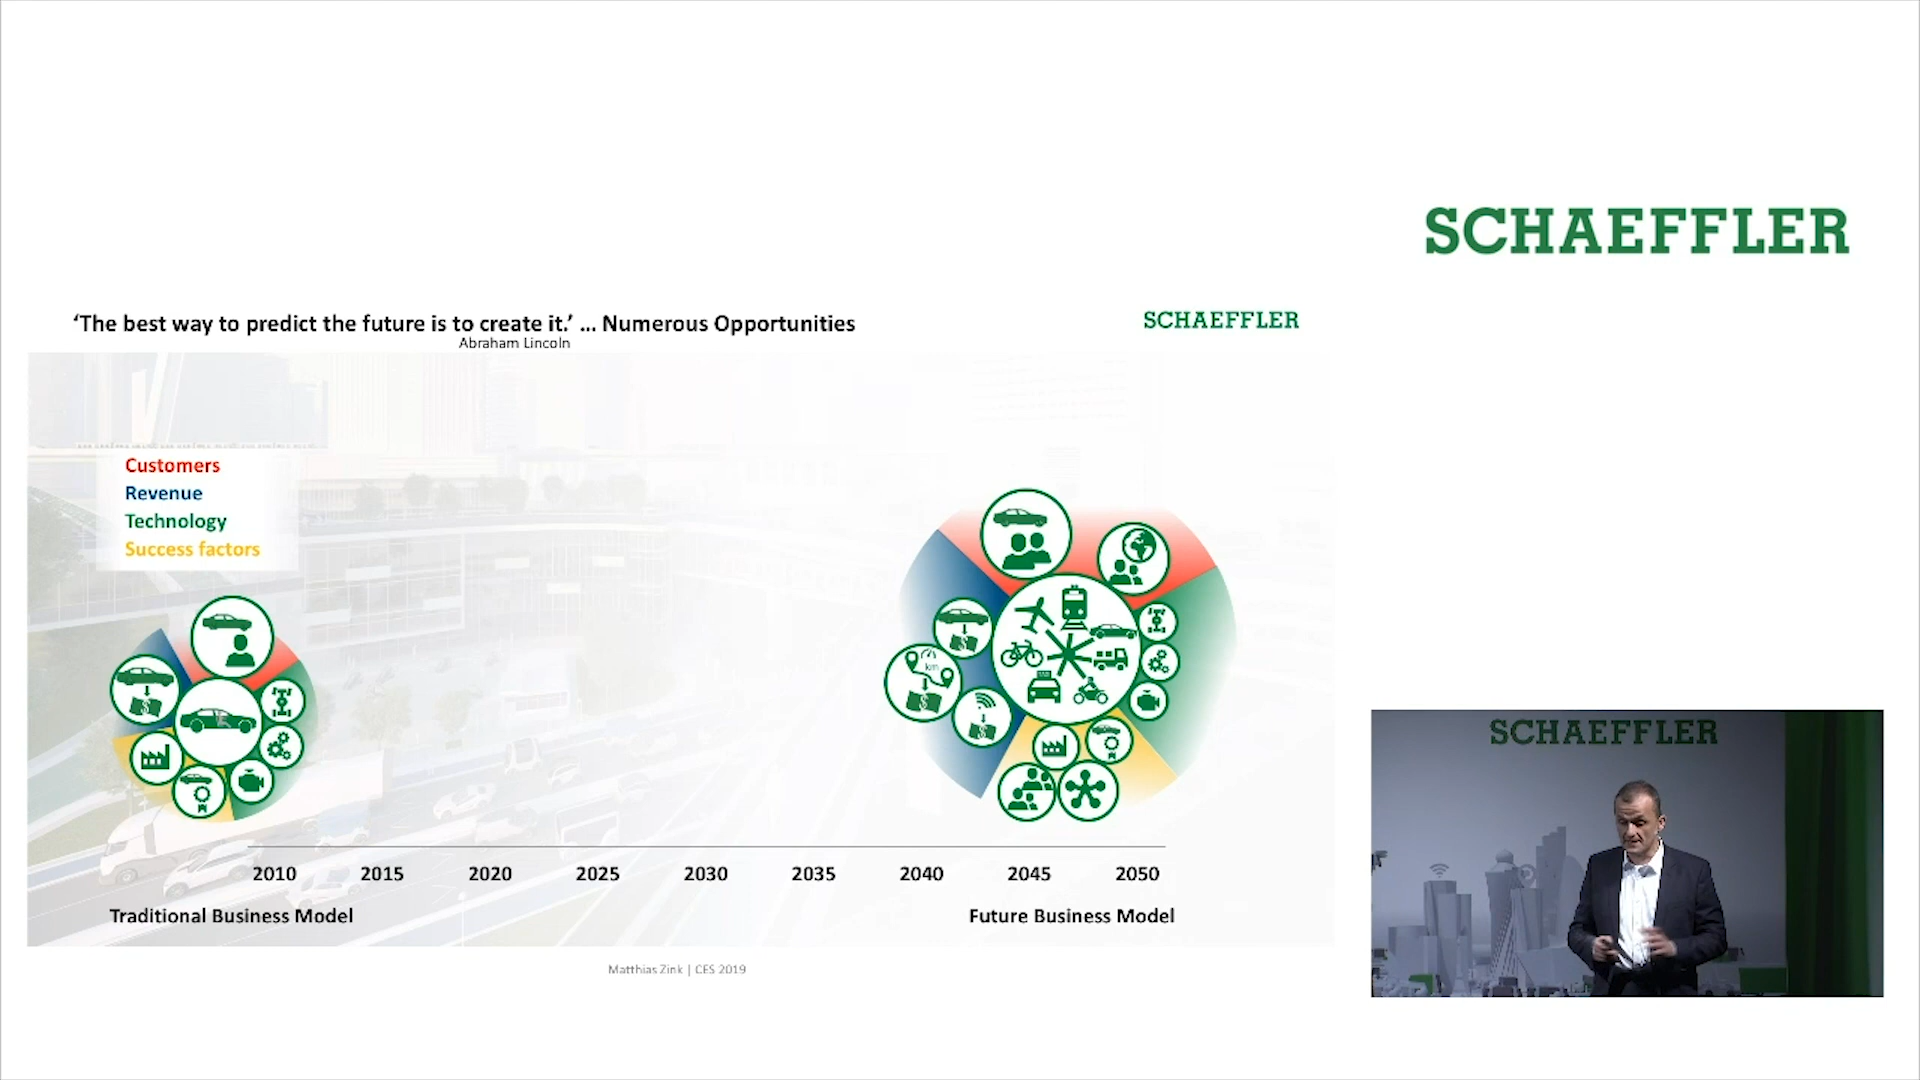 SCHAEFFLER
‘The best way to predict the future is to create it.’ ... Numerous Opportunities
Abraham Lincoln
SCHAEFFLER
Customers
Revenue
Technology
Success factors
km
TAXI
2010 2015 2020 2025 2030 2035 2040 2045 2050
Traditional Business Model
Future Business Model
Matthias Zink | CES 2019
SCHAEFFLER